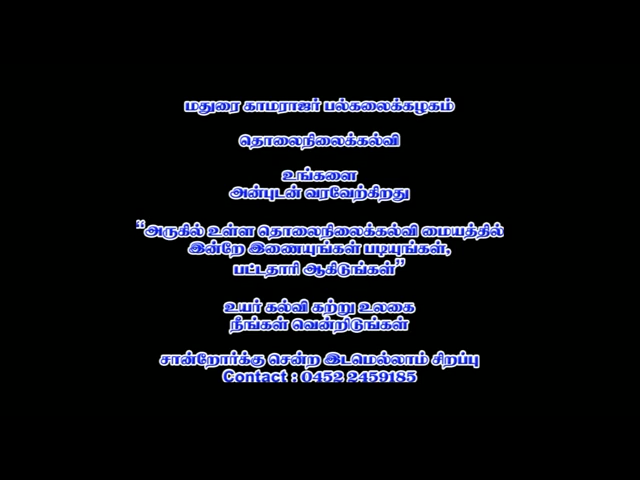 மதுரை காமராஜர் பல்கலைக்கழகம்
தொலைநிலைக்கல்வி
உங்களை
அன்புடன் வரவேற்கிறது
“அருகில் உள்ள தொலைநிலைக்கல்வி மையத்தில்
இன்றே இணையுங்கள் படியுங்கள்,
பட்டதாரி ஆகிடுங்கள்”
உயர் கல்வி கற்று உலகை
நீங்கள் வென்றிடுங்கள்
சான்றோர்க்கு சென்ற இடமெல்லாம் சிறப்பு
Contact : 0452 2459185